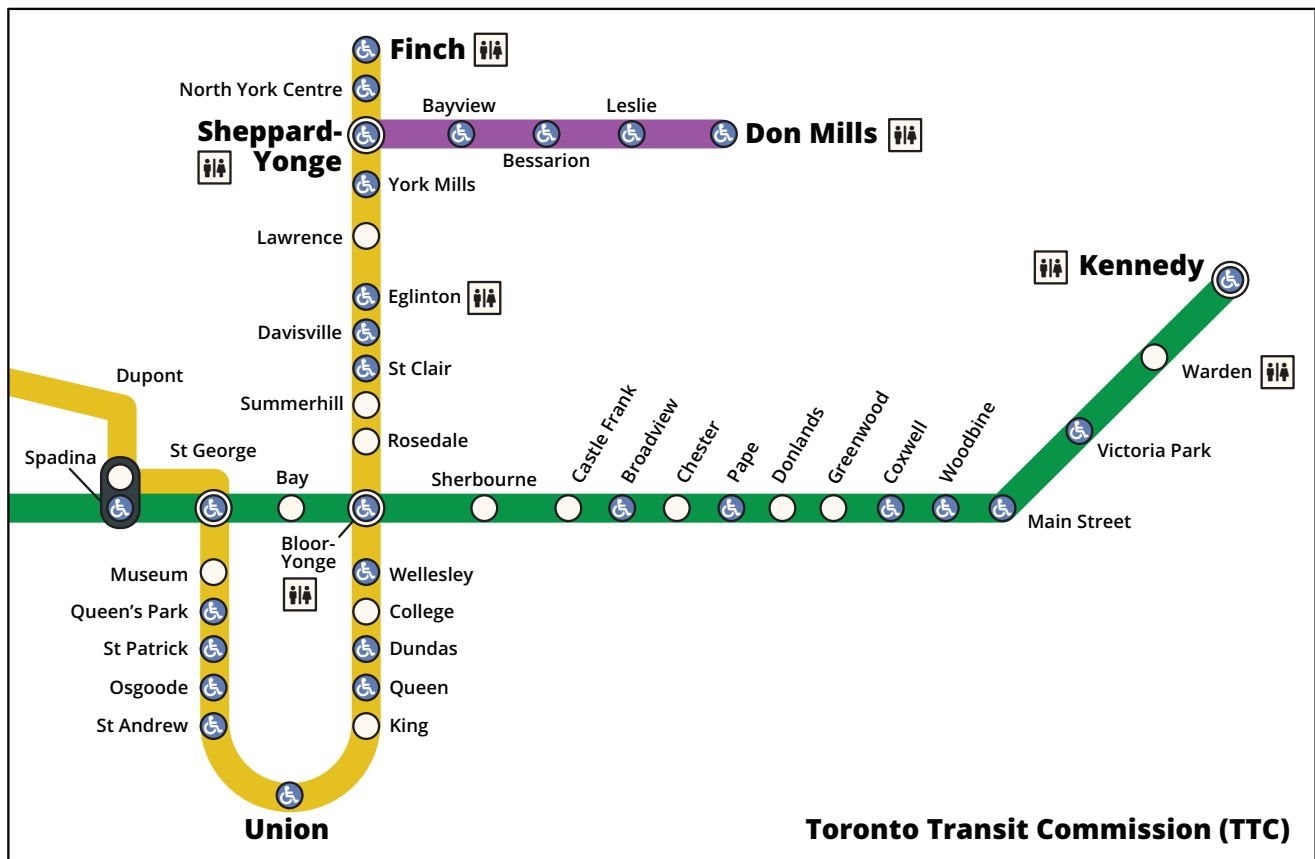 Finch
North York Centre
Bayview
Leslie
Sheppard-
Yonge
Don Mills
Bessarion
York Mills
Lawrence
Kennedy
Eglinton
Davisville
Warden
St Clair
Dupont
Summerhill
Rosedale
Victoria Park
Spadina
St George
Bay
Sherbourne
Castle Frank
Broadview
Chester
Pape
Donlands
Greenwood
Coxwell
Woodbine
Main Street
Bloor-
Yonge
Museum
Wellesley
Queen's Park
College
St Patrick
Dundas
Osgoode
Queen
St Andrew
King
Union
Toronto Transit Commission (TTC)